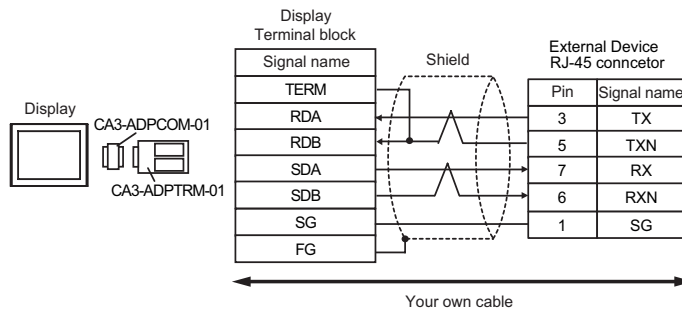 Display
Terminal block
Signal name
TERM
RDA
RDB
SDA
SDB
SG
FG
Shield
External Device
RJ-45 conncetor
Pin Signal name
3 TX
5 TXN
7 RX
6 RXN
1 SG
Display
CA3-ADPCOM-01
CA3-ADPTRM-01
Your own cable